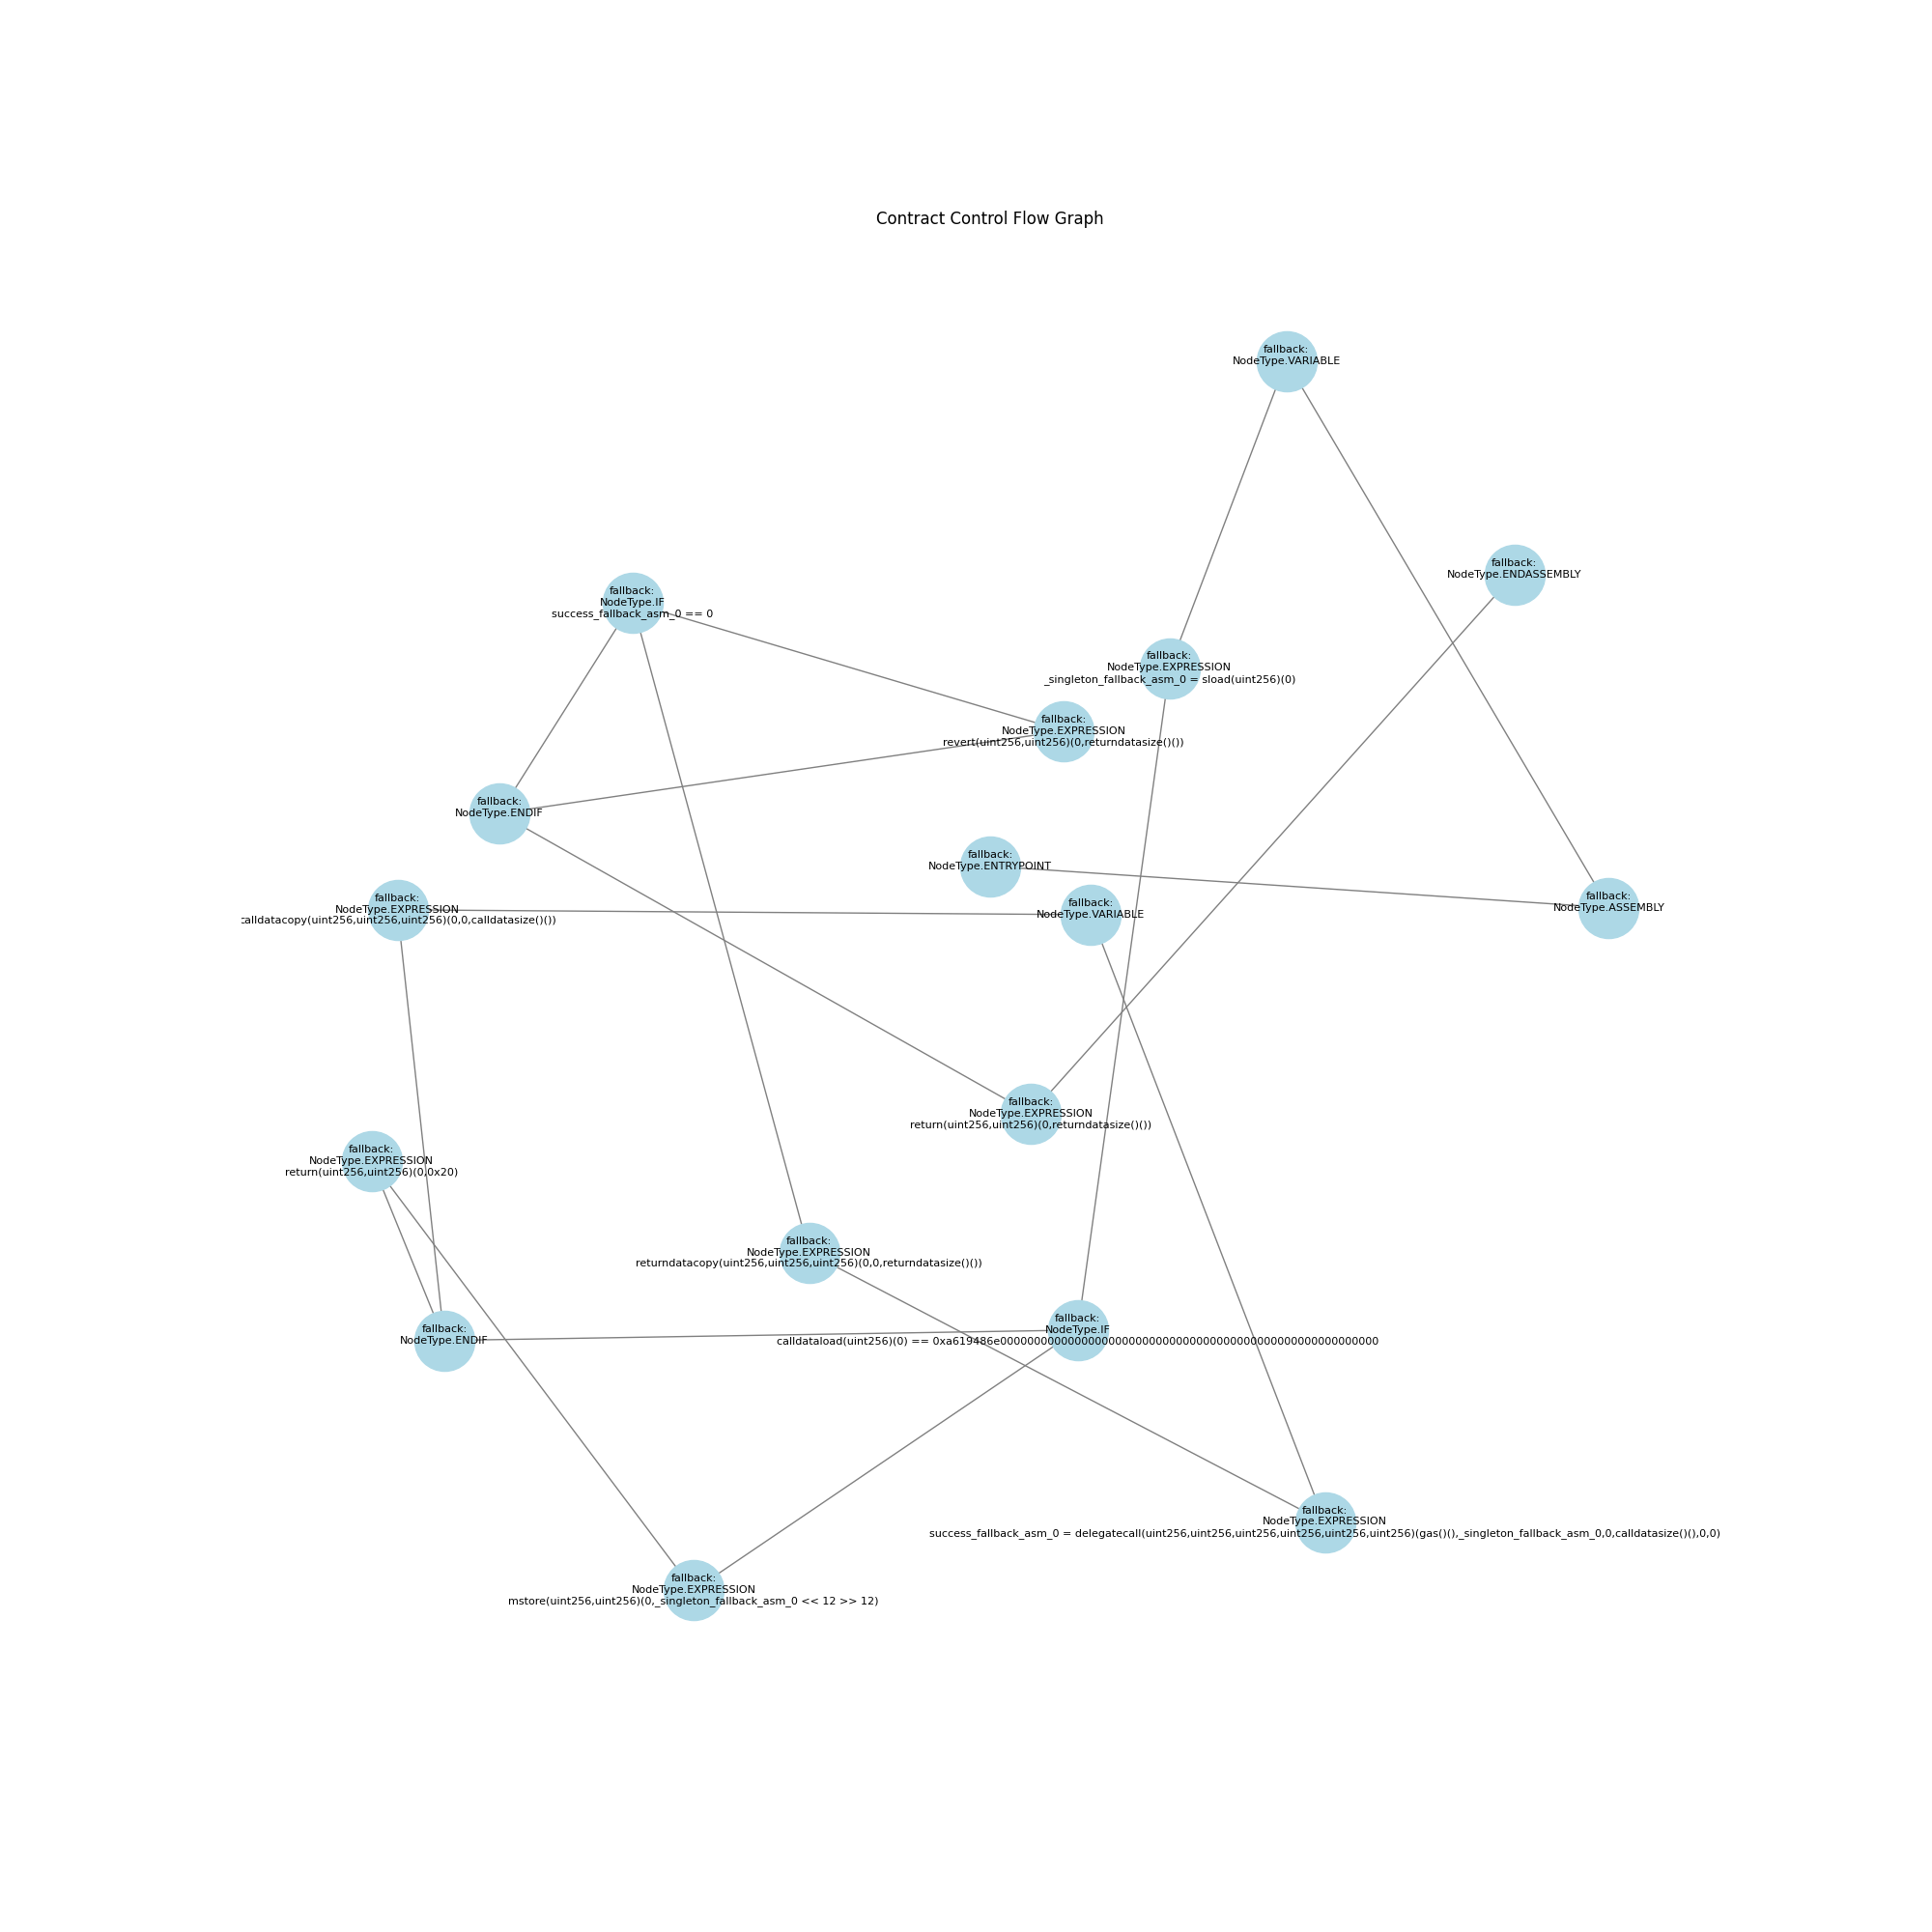 Contract Control Flow Graph
fallback:
NodeType.VARIABLE
fallback:
NodeType.ENDASSEMBLY
fallback:
NodeType.IF
success_fallback_asm_0 == 0
fallback:
NodeType.EXPRESSION
_singleton_fallback_asm_0 = sload(uint256)(0)
fallback:
NodeType.EXPRESSION
revert(uint256,uint256)(0,returndatasize()())
fallback:
NodeType.ENDIF
fallback:
NodeType.ENTRYPOINT
fallback:
NodeType.EXPRESSION
calldatacopy(uint256,uint256,uint256)(0,0,calldatasize()())
fallback:
NodeType.VARIABLE
fallback:
NodeType.ASSEMBLY
fallback:
NodeType.EXPRESSION
return(uint256,uint256)(0,returndatasize()())
fallback:
NodeType.EXPRESSION
return(uint256,uint256)(0,0x20)
fallback:
NodeType.EXPRESSION
returndatacopy(uint256,uint256,uint256)(0,0,returndatasize()())
fallback:
NodeType.IF
calldataload(uint256)(0) == 0xa619486e00000000000000000000000000000000000000000000000000000000
fallback:
NodeType.ENDIF
fallback:
NodeType.EXPRESSION
success_fallback_asm_0 = delegatecall(uint256,uint256,uint256,uint256,uint256,uint256)(gas()(),_singleton_fallback_asm_0,0,calldatasize()(),0,0)
fallback:
NodeType.EXPRESSION
mstore(uint256,uint256)(0,_singleton_fallback_asm_0 << 12 >> 12)